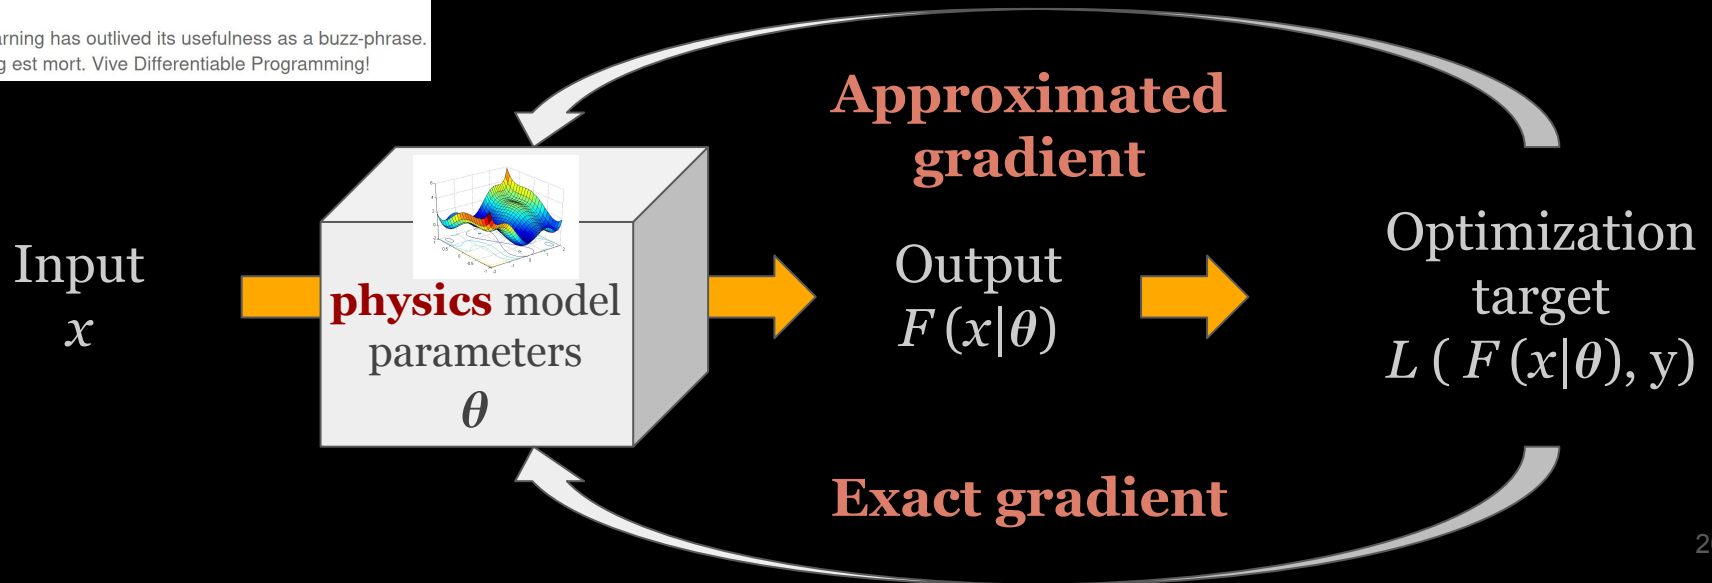 arning has outlived its usefulness as a buzz-phrase.
g est mort. Vive Differentiable Programming!
Approximated
gradient
Input
x
physics model
parameters
θ
Output
F (x|θ)
Optimization
target
L ( F (x|θ), y)
Exact gradient